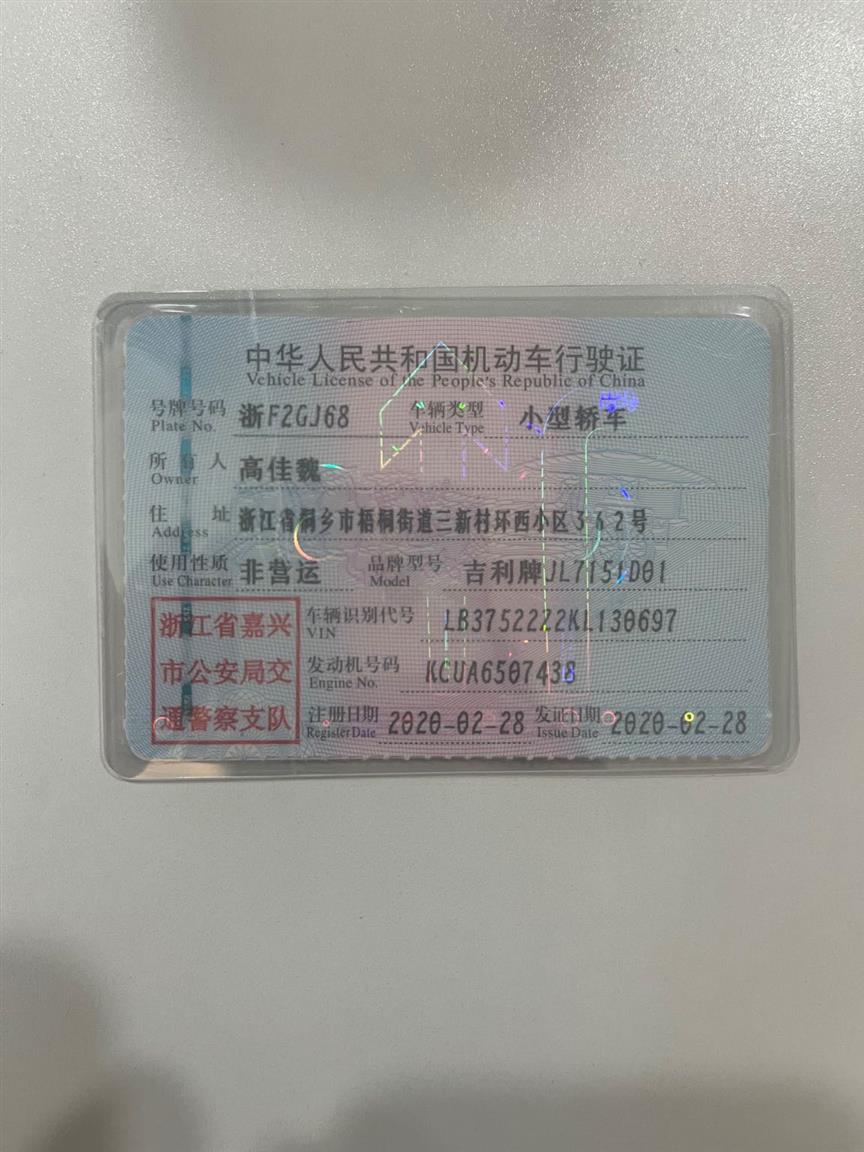 中华人民共和国机动车行驶证
Vehicle License of the People's Republic of China
号牌号码 浙F2GJ68 车辆类型 小型轿车
Plate No. Vehicle Type
所有人 高佳魏
Owner
住址 浙江省桐乡市梧桐街道三新村环西小区362号
Address
使用性质 非营运 品牌型号 吉利牌JL7151D01
Use Character Model
浙江省嘉兴
市公安局交
通警察支队
车辆识别代号 LB37522Z2KL130697
VIN
发动机号码 KCUA6507438
Engine No.
注册日期 2020-02-28 发证日期 2020-02-28
Register Date Issue Date